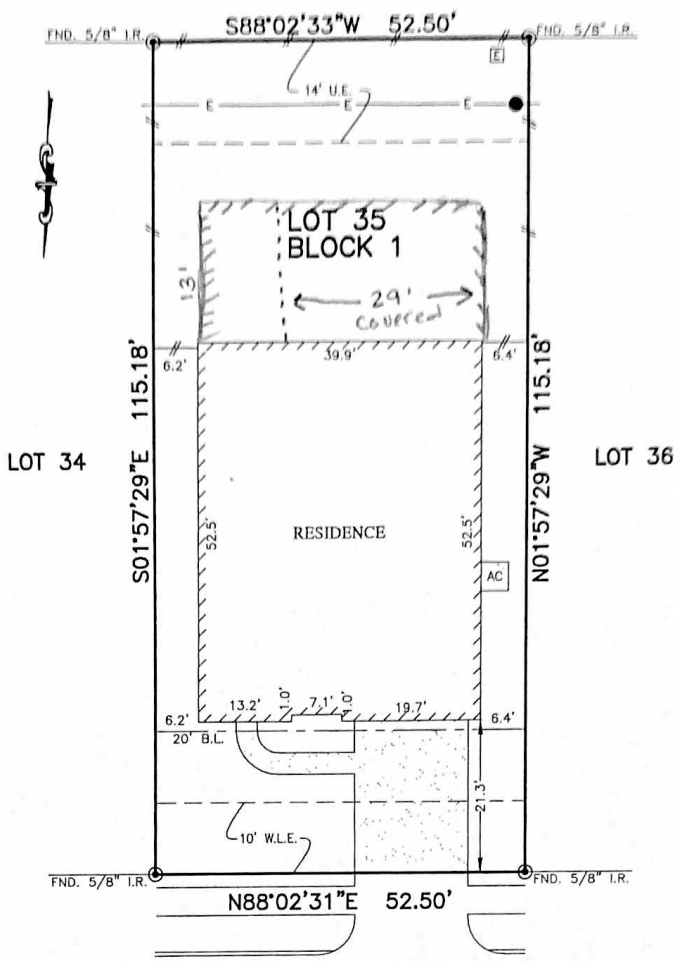 S88°02'33"W 52.50'
FND. 5/8" I.R.
FND. 5/8" I.R.
E
14' U.E.
E E E
LOT 35
BLOCK 1
13'
29'
covered
39.9'
6.2'
6.4'
S01°57'29"E 115.18'
N01°57'29"W 115.18'
LOT 34
LOT 36
52.5'
RESIDENCE
52.5'
AC
13.2'
1.0'
7.1'
4.0'
19.7'
6.2'
6.4'
20' B.L.
21.3'
10' W.L.E.
FND. 5/8" I.R.
FND. 5/8" I.R.
N88°02'31"E 52.50'